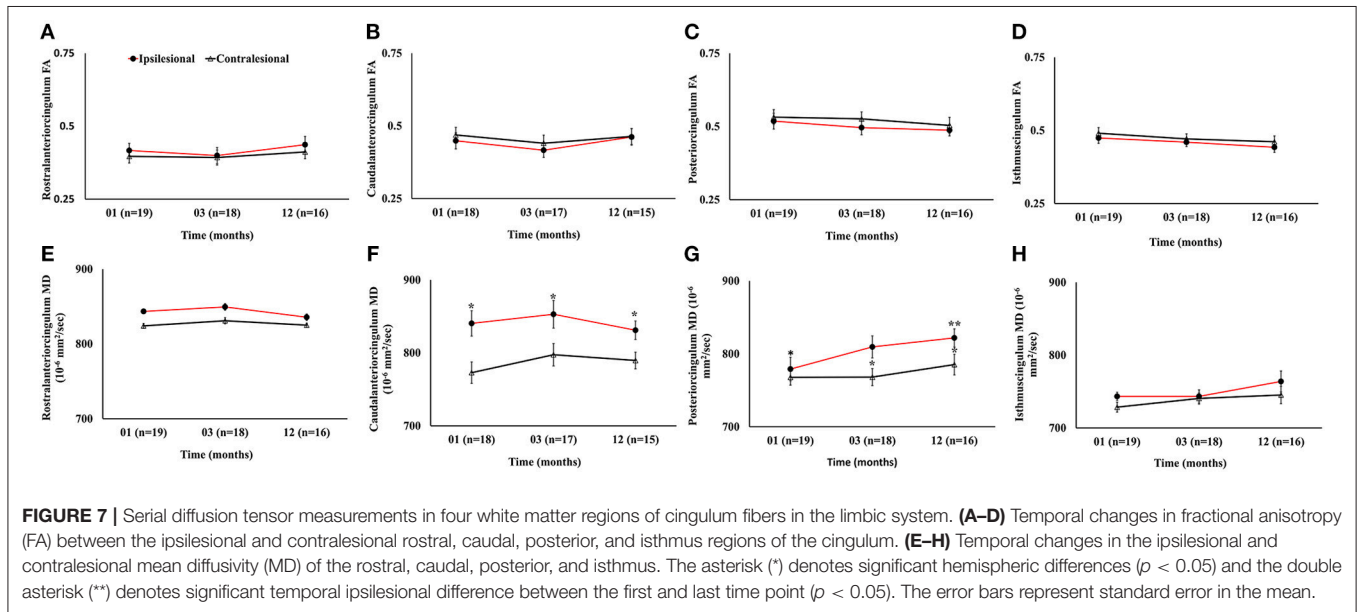 A
B
C
D
Ipsilesional
Contralesional
Rostralanteriorcingulum FA
0.75
0.5
0.25
01 (n=19)
03 (n=18)
12 (n=16)
Time (months)
Caudalanterorcingulum FA
0.75
0.5
0.25
01 (n=18)
03 (n=17)
12 (n=15)
Time (months)
Posteriorcingulum FA
0.75
0.5
0.25
01 (n=19)
03 (n=18)
12 (n=16)
Time (months)
Isthmuscingulum FA
0.75
0.5
0.25
01 (n=19)
03 (n=18)
12 (n=16)
Time (months)
E
F
G
H
Rostralanteriorcingulum MD
(10-6 mm2/sec)
900
800
700
01 (n=19)
03 (n=18)
12 (n=16)
Time (months)
Caudalanteriorcingulum MD
(10-6 mm2/sec)
900
800
700
*
*
*
01 (n=18)
03 (n=17)
12 (n=15)
Time (months)
Posteriorcingulum MD (10-6
mm2/sec)
900
800
700
*
*
**
*
01 (n=19)
03 (n=18)
12 (n=16)
Time (months)
Isthmuscingulum MD (10-6
mm2/sec)
900
800
700
01 (n=19)
03 (n=18)
12 (n=16)
Time (months)
FIGURE 7 | Serial diffusion tensor measurements in four white matter regions of cingulum fibers in the limbic system. (A–D) Temporal changes in fractional anisotropy
(FA) between the ipsilesional and contralesional rostral, caudal, posterior, and isthmus regions of the cingulum. (E–H) Temporal changes in the ipsilesional and
contralesional mean diffusivity (MD) of the rostral, caudal, posterior, and isthmus. The asterisk (*) denotes significant hemispheric differences (p < 0.05) and the double
asterisk (**) denotes significant temporal ipsilesional difference between the first and last time point (p < 0.05). The error bars represent standard error in the mean.